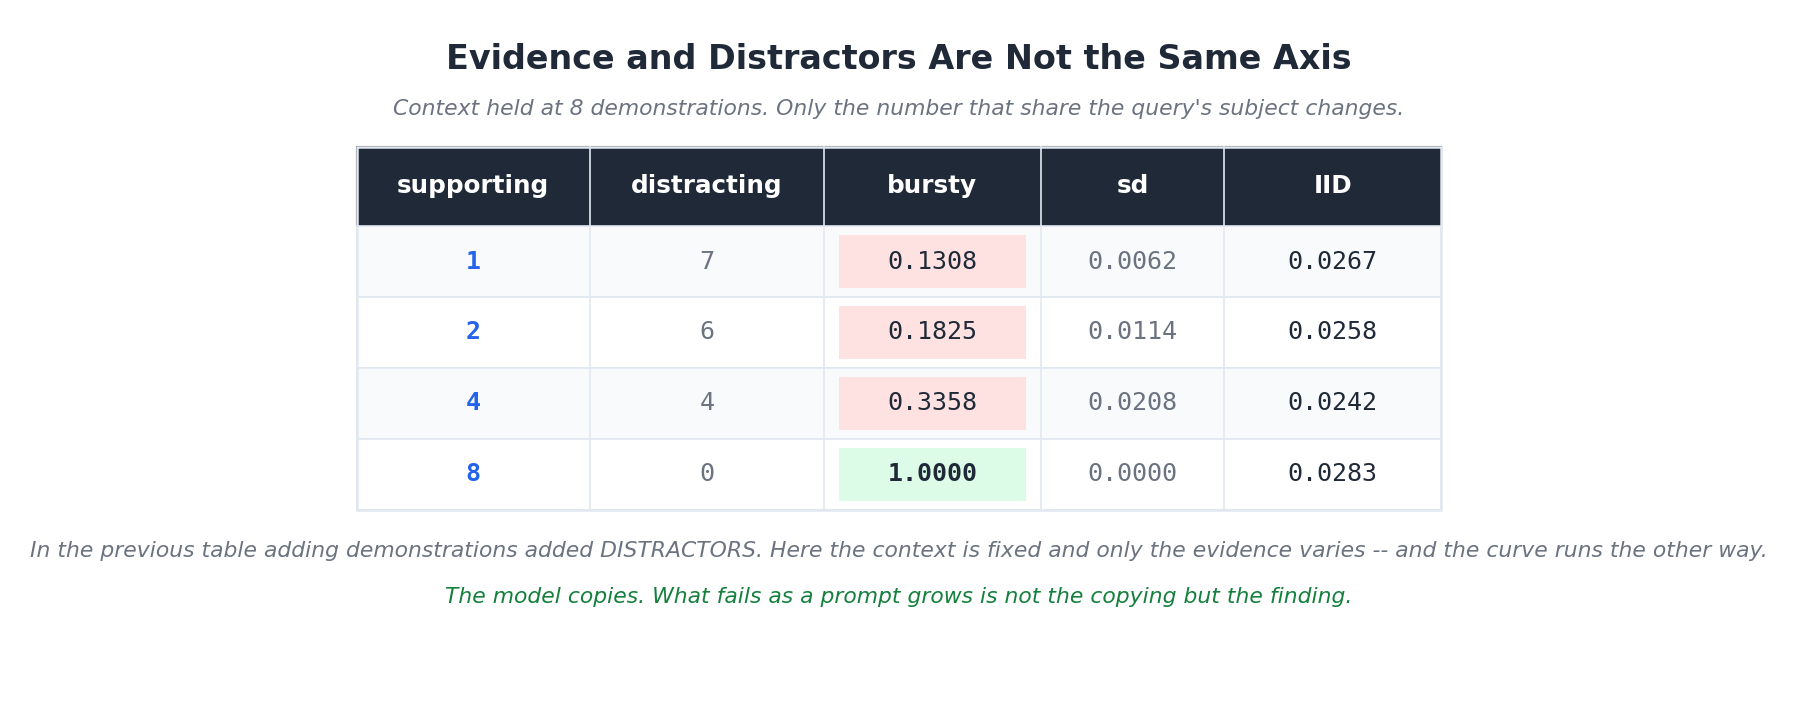 Evidence and Distractors Are Not the Same Axis
Context held at 8 demonstrations. Only the number that share the query's subject changes.
supporting distracting bursty sd IID
1 7 0.1308 0.0062 0.0267
2 6 0.1825 0.0114 0.0258
4 4 0.3358 0.0208 0.0242
8 0 1.0000 0.0000 0.0283
In the previous table adding demonstrations added DISTRACTORS. Here the context is fixed and only the evidence varies -- and the curve runs the other way.
The model copies. What fails as a prompt grows is not the copying but the finding.